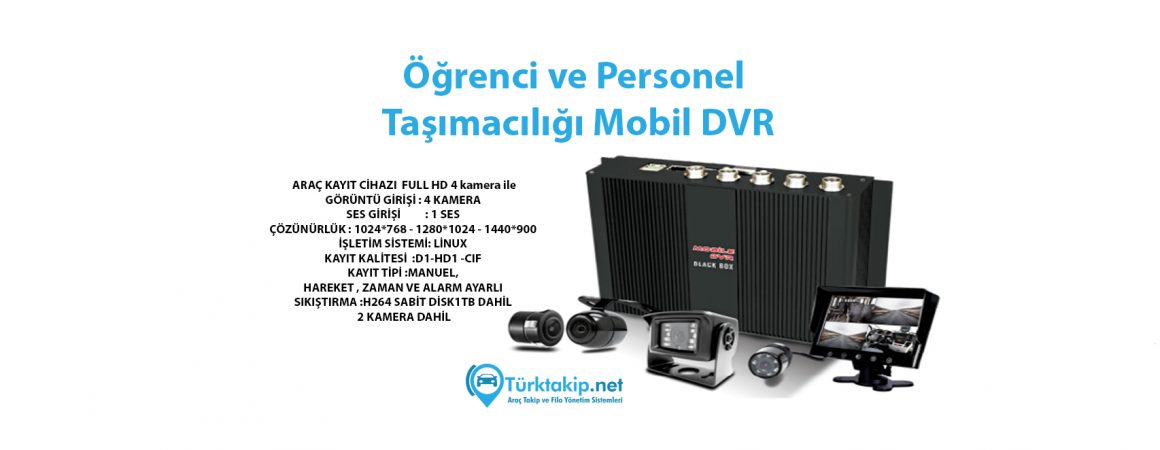 Öğrenci ve Personel
Taşımacılığı Mobil DVR
ARAÇ KAYIT CİHAZI FULL HD 4 kamera ile
GÖRÜNTÜ GİRİŞİ : 4 KAMERA
SES GİRİŞİ : 1 SES
ÇÖZÜNÜRLÜK : 1024*768 - 1280*1024 - 1440*900
İŞLETİM SİSTEMİ: LİNUX
KAYIT KALİTESİ :D1-HD1 -CIF
KAYIT TİPİ :MANUEL,
HAREKET , ZAMAN VE ALARM AYARLI
SIKIŞTIRMA :H264 SABİT DİSK1TB DAHİL
2 KAMERA DAHİL
MOBILE
DVR
BLACK BOX
Türktakip.net
Araç Takip ve Filo Yönetim Sistemleri